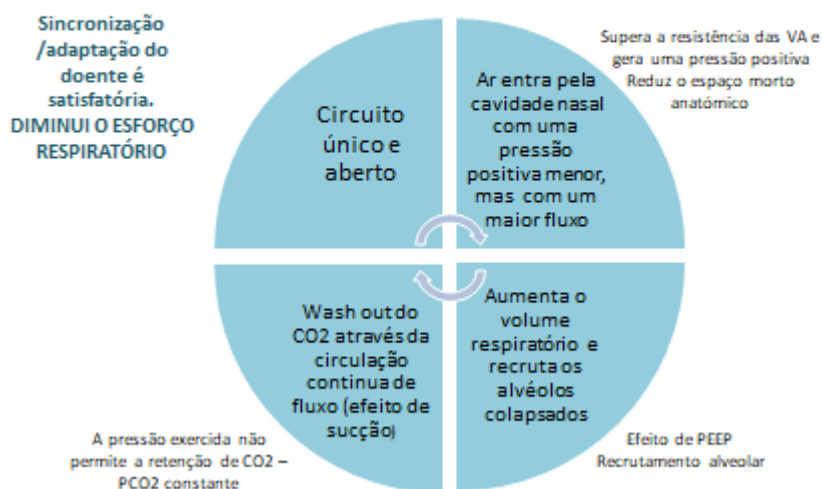 Sincronização
/adaptação do
doente é
satisfatória.
DIMINUI O ESFORÇO
RESPIRATÓRIO
Circuito
único e
aberto
Ar entra pela
cavidade nasal
com uma
pressão
positiva menor,
mas com um
maior fluxo
Supera a resistência das VA e
gera uma pressão positiva
Reduz o espaço morto
anatómico
Wash out do
CO2 através da
circulação
continua de
fluxo (efeito de
sucção)
Aumenta o
volume
respiratório e
recruta os
alvéolos
colapsados
A pressão exercida não
permite a retenção de CO2 –
PCO2 constante
Efeito de PEEP
Recrutamento alveolar